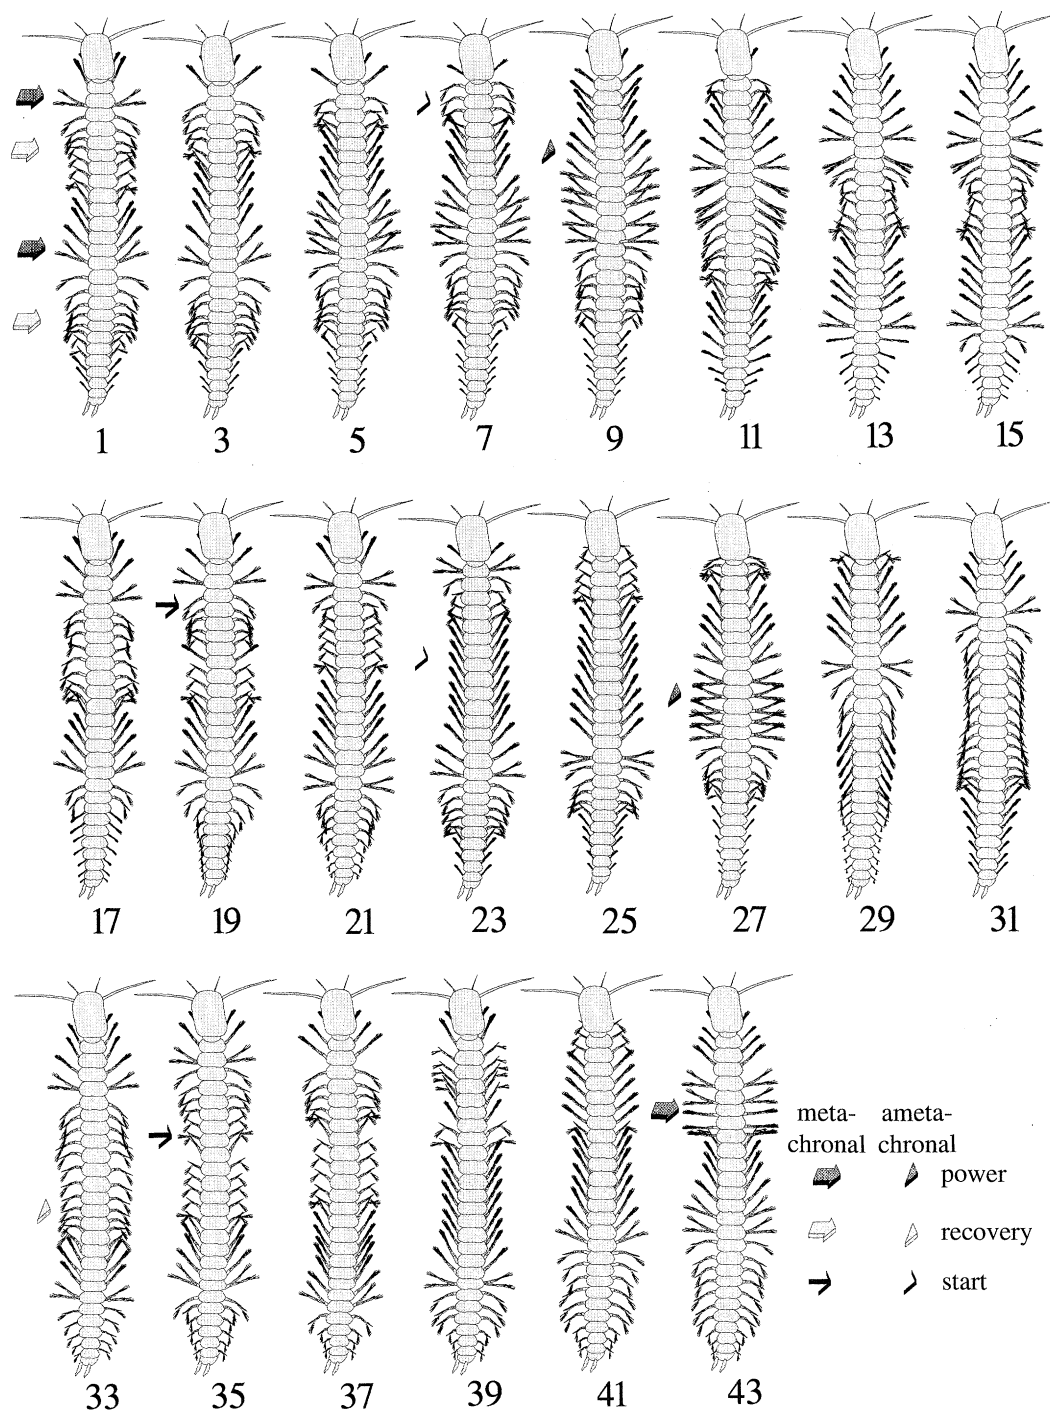 1 3 5 7 9 11 13 15
17 19 21 23 25 27 29 31
meta- ameta-
chronal chronal
power
recovery
start
33 35 37 39 41 43